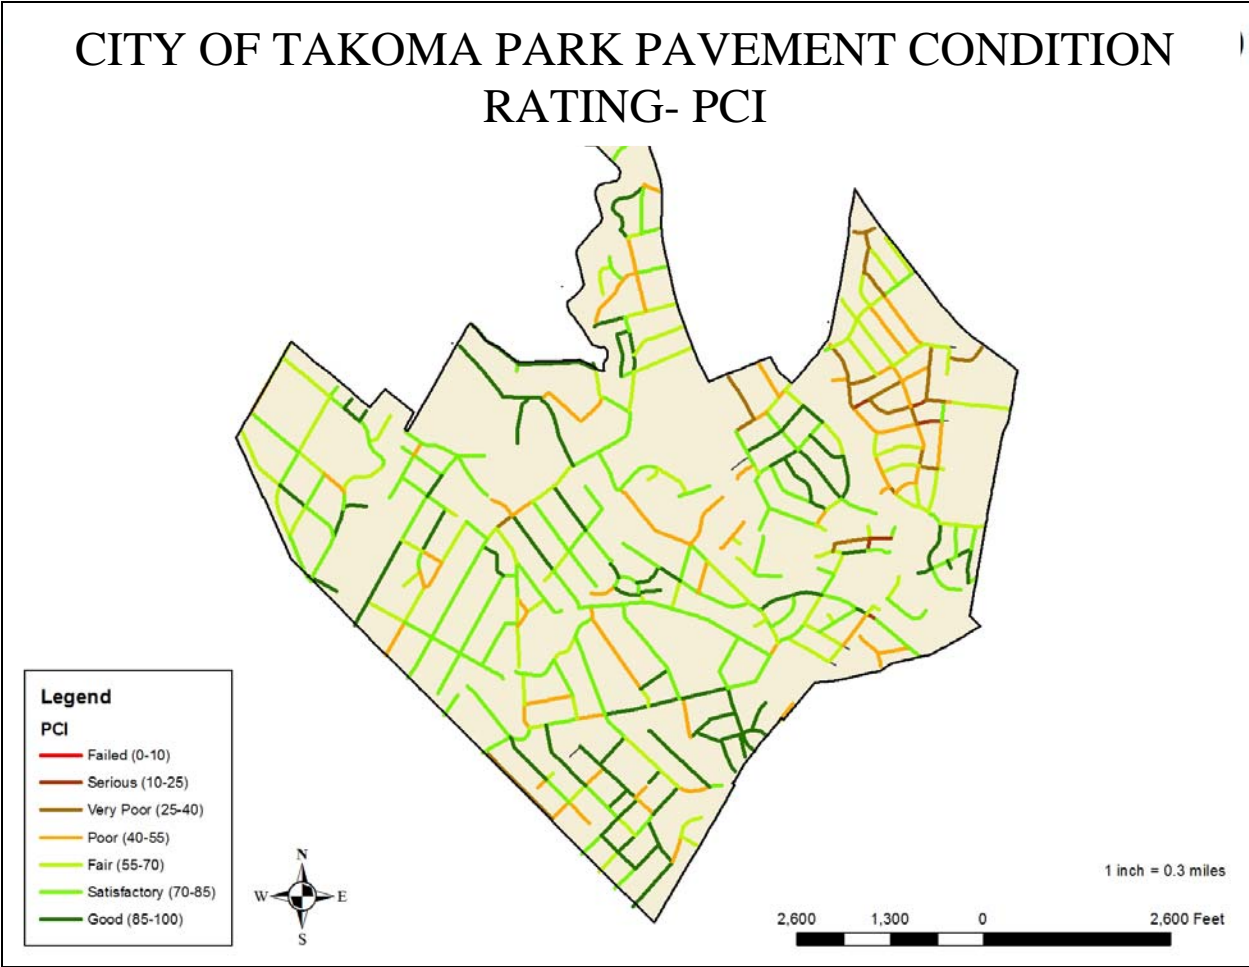 CITY OF TAKOMA PARK PAVEMENT CONDITION
RATING- PCI
Legend
PCI
Failed (0-10)
Serious (10-25)
Very Poor (25-40)
Poor (40-55)
Fair (55-70)
Satisfactory (70-85)
Good (85-100)
N
W E
S
1 inch = 0.3 miles
2,600 1,300 0 2,600 Feet